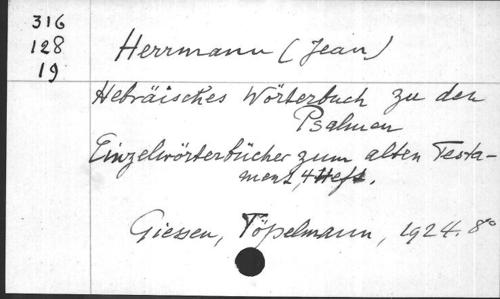 316
128
19
Herrmann (Jean)
Hebräisches Wörterbuch zu den
Psalmen
Einzelwörterbücher zum alten Testa-
ment, 4 Heft.
Giessen, Töpelmann, 1924. 8°